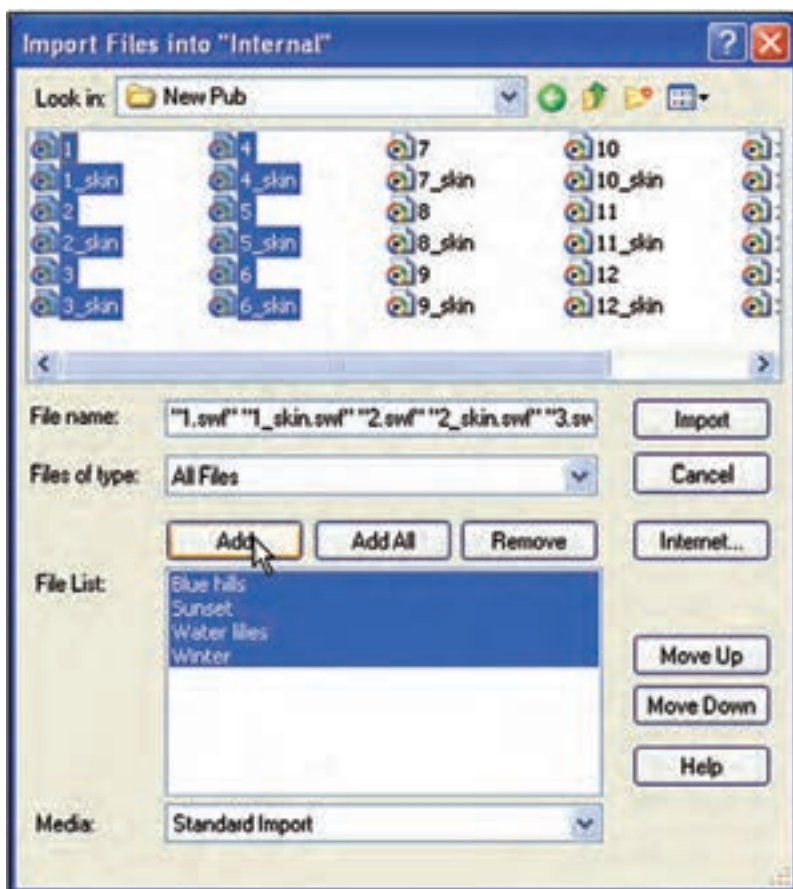 Import Files into "Internal"
Look in: New Pub
1 4 7 10
1_skin 4_skin 7_skin 10_skin
2 5 8 11
2_skin 5_skin 8_skin 11_skin
3 6 9 12
3_skin 6_skin 9_skin 12_skin
File name: "1.swf" "1_skin.swf" "2.swf" "2_skin.swf" "3.sw
Import
Files of type: All Files
Cancel
Add Add All Remove Internet...
File List:
Blue hills
Sunset
Water lilies
Winter
Move Up
Move Down
Help
Media: Standard Import